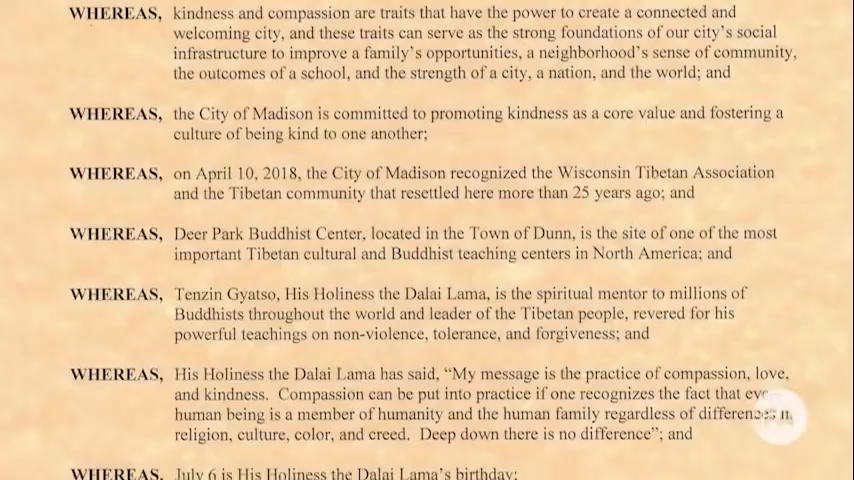 WHEREAS, kindness and compassion are traits that have the power to create a connected and
welcoming city, and these traits can serve as the strong foundations of our city's social
infrastructure to improve a family's opportunities, a neighborhood's sense of community,
the outcomes of a school, and the strength of a city, a nation, and the world; and
WHEREAS, the City of Madison is committed to promoting kindness as a core value and fostering a
culture of being kind to one another;
WHEREAS, on April 10, 2018, the City of Madison recognized the Wisconsin Tibetan Association
and the Tibetan community that resettled here more than 25 years ago; and
WHEREAS, Deer Park Buddhist Center, located in the Town of Dunn, is the site of one of the most
important Tibetan cultural and Buddhist teaching centers in North America; and
WHEREAS, Tenzin Gyatso, His Holiness the Dalai Lama, is the spiritual mentor to millions of
Buddhists throughout the world and leader of the Tibetan people, revered for his
powerful teachings on non-violence, tolerance, and forgiveness; and
WHEREAS, His Holiness the Dalai Lama has said, “My message is the practice of compassion, love,
and kindness. Compassion can be put into practice if one recognizes the fact that
human being is a member of humanity and the human family regardless of differences
religion, culture, color, and creed. Deep down there is no difference”; and
WHEREAS, July 6 is His Holiness the Dalai Lama's birthday;